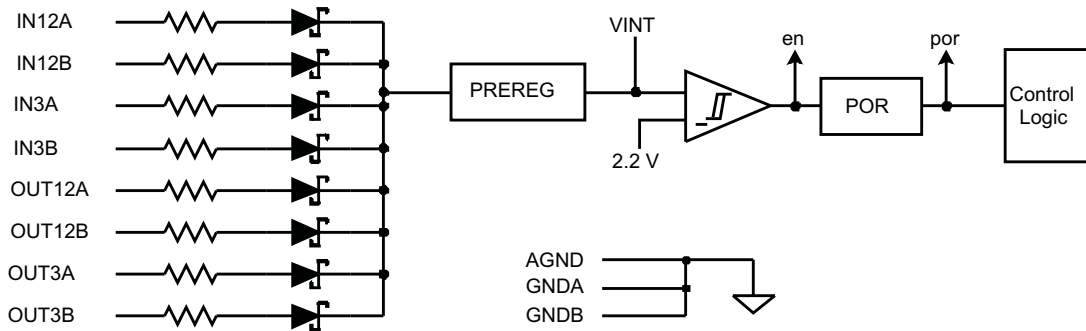 IN12A
IN12B
IN3A
IN3B
OUT12A
OUT12B
OUT3A
OUT3B
PREREG
VINT
2.2 V
en
POR
por
Control
Logic
AGND
GNDA
GNDB